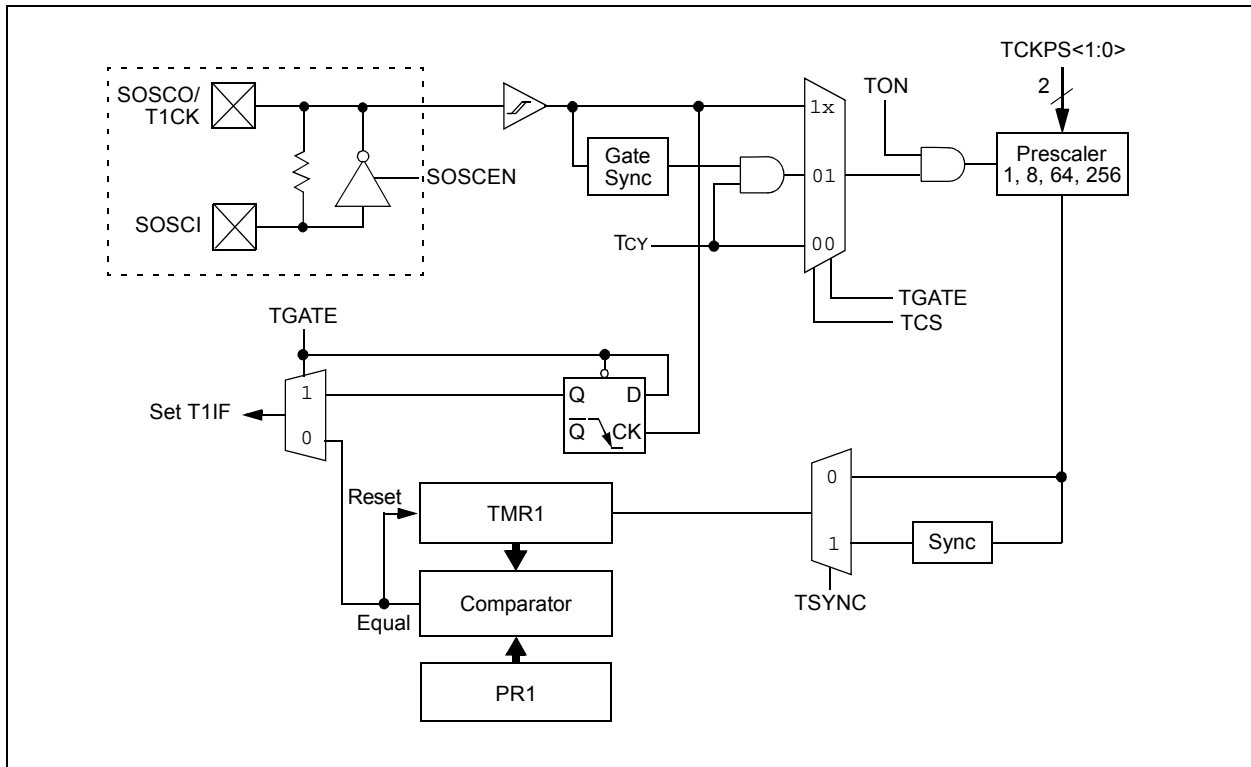 TCKPS<1:0>
2
SOSCO/
T1CK
TON
1x
Gate
Sync
Prescaler
1, 8, 64, 256
SOSCEN
01
SOSCI
TCY
00
TGATE
TCS
TGATE
1
Q
D
Set T1IF
Q
CK
0
Reset
TMR1
0
1
Sync
Comparator
TSYNC
Equal
PR1